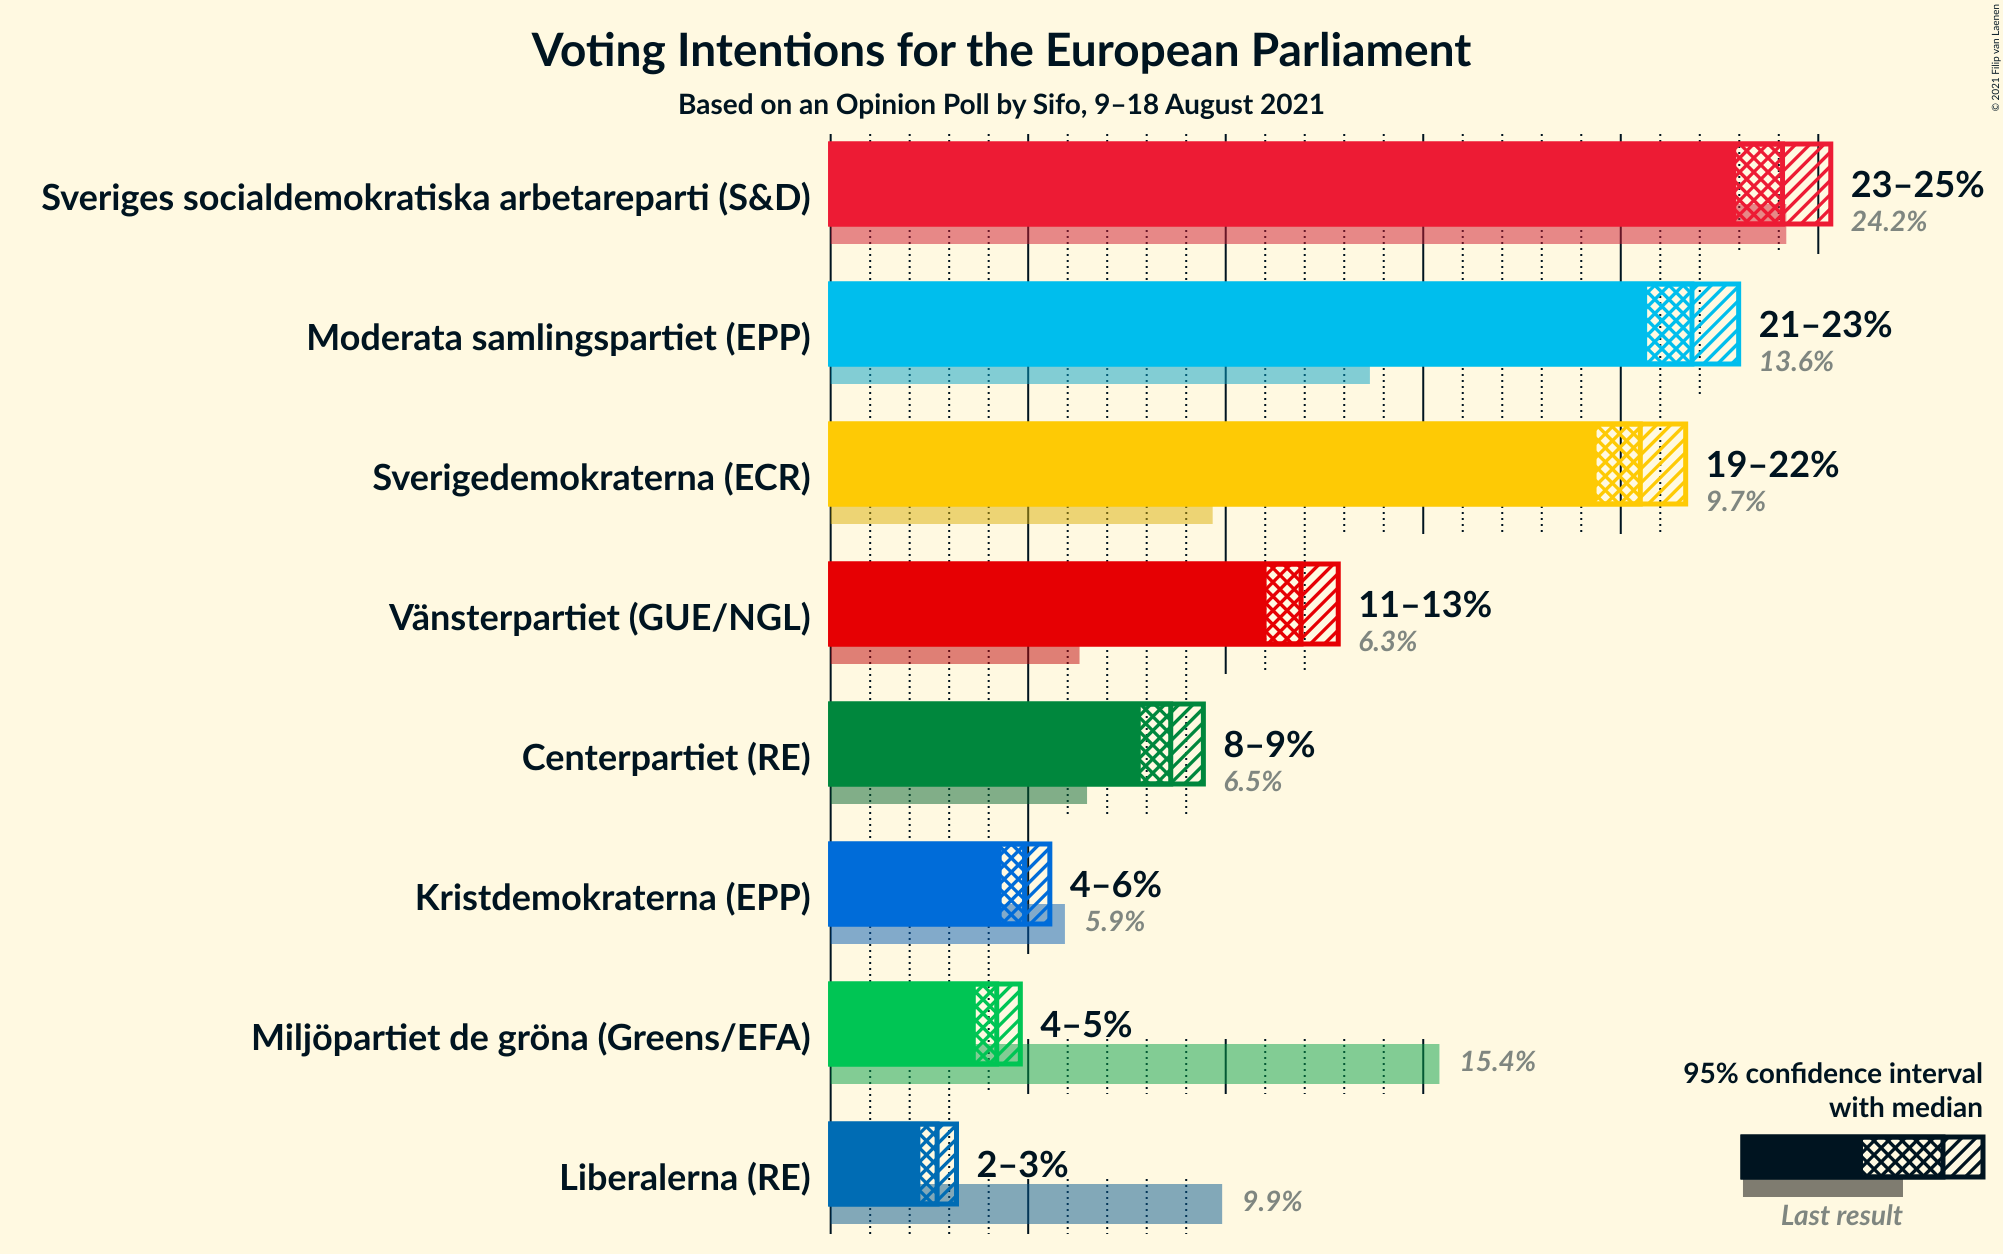 Voting Intentions for the European Parliament
Based on an Opinion Poll by Sifo, 9–18 August 2021
© 2021 Filip van Laenen
Sveriges socialdemokratiska arbetareparti (S&D)
23–25%
24.2%
Moderata samlingspartiet (EPP)
21–23%
13.6%
Sverigedemokraterna (ECR)
19–22%
9.7%
Vänsterpartiet (GUE/NGL)
11–13%
6.3%
Centerpartiet (RE)
8–9%
6.5%
Kristdemokraterna (EPP)
4–6%
5.9%
Miljöpartiet de gröna (Greens/EFA)
4–5%
15.4%
Liberalerna (RE)
2–3%
9.9%
95% confidence interval
with median
Last result